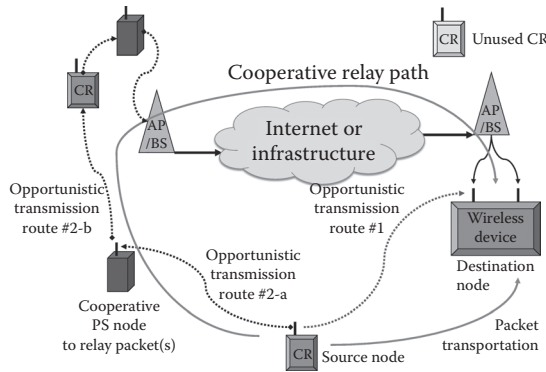 CR
Unused CR
CR
Cooperative relay path
AP
/BS
AP
/BS
Internet or
infrastructure
Opportunistic
transmission
route #2-b
Opportunistic
transmission
route #1
Wireless
device
Opportunistic
transmission
route #2-a
Destination
node
Cooperative
PS node
to relay packet(s)
CR
Source node
Packet
transportation